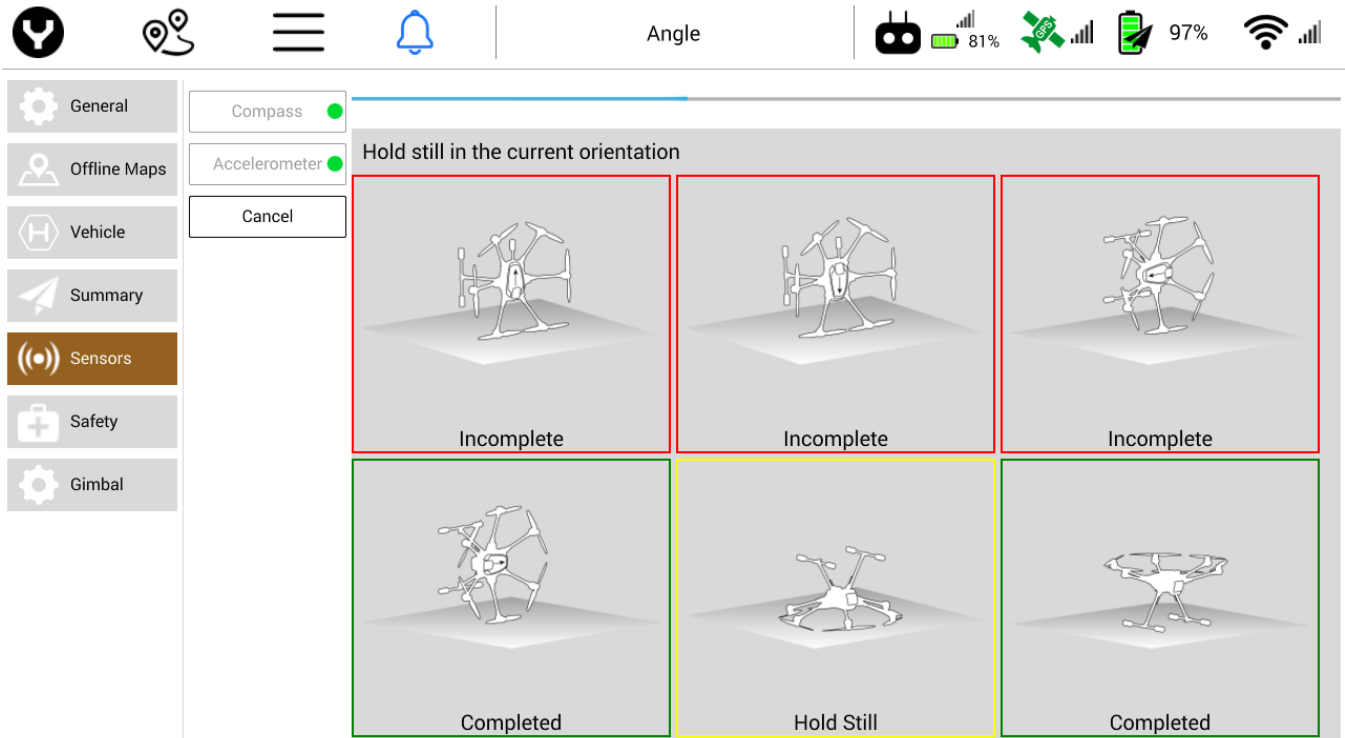 Angle
81%
GPS
97%
General
Offline Maps
Vehicle
Summary
Sensors
Safety
Gimbal
Compass
Accelerometer
Cancel
Hold still in the current orientation
Incomplete
Incomplete
Incomplete
Completed
Hold Still
Completed